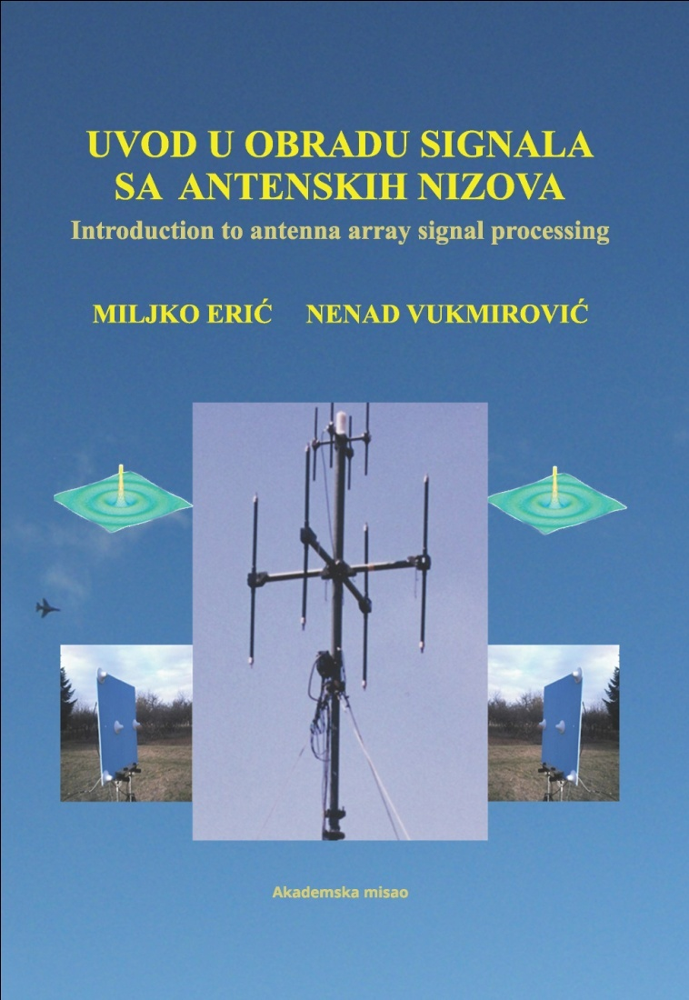 UVOD U OBRADU SIGNALA
SA ANTENSKIH NIZOVA
Introduction to antenna array signal processing
MILJKO ERIĆ NENAD VUKMIROVIĆ
Akademska misao